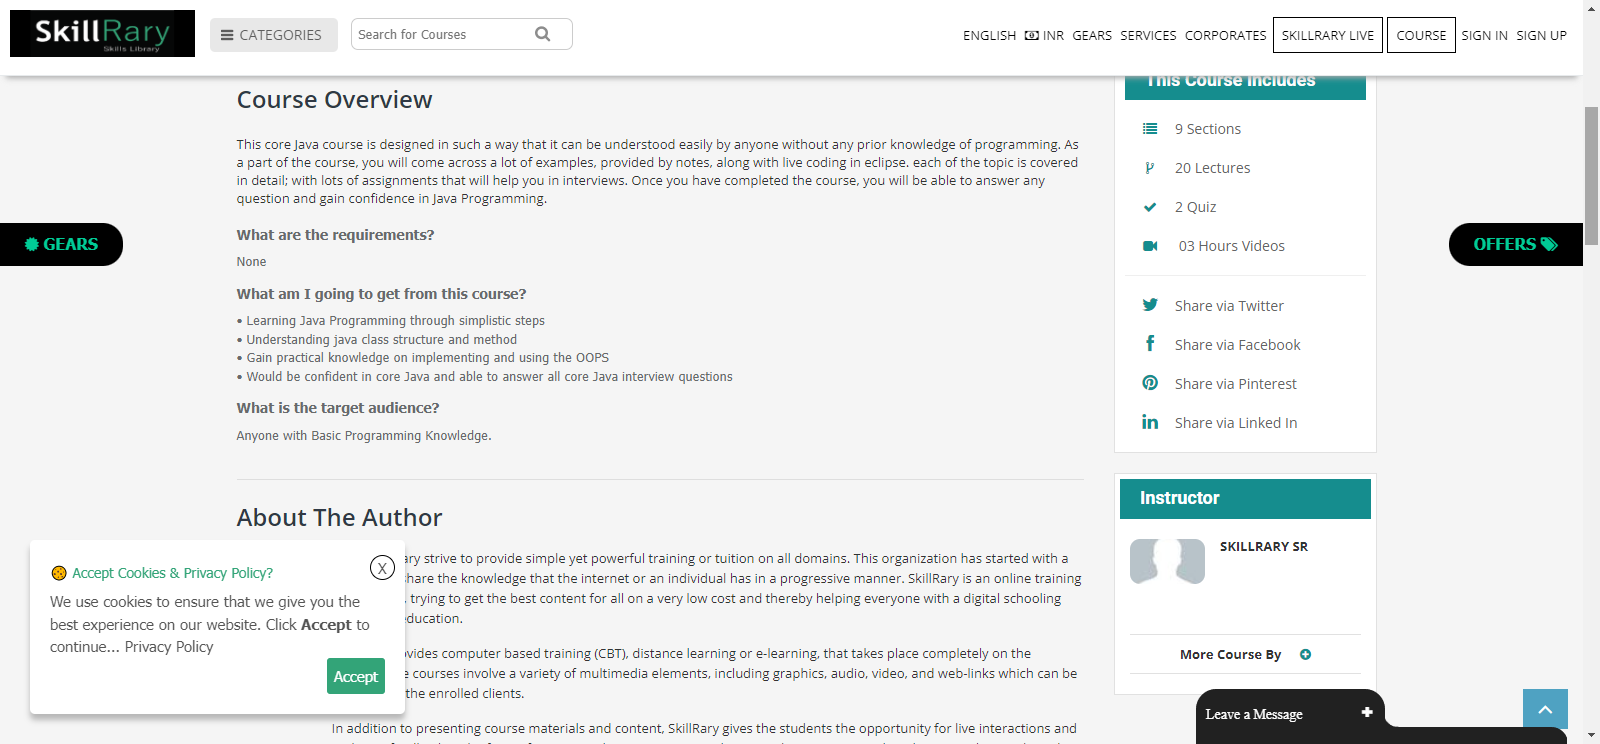 SkillRary
Skills Library
CATEGORIES
Search for Courses
ENGLISH INR GEARS SERVICES CORPORATES SKILLRARY LIVE COURSE SIGN IN SIGN UP
This Course Includes
Course Overview
This core Java course is designed in such a way that it can be understood easily by anyone without any prior knowledge of programming. As
a part of the course, you will come across a lot of examples, provided by notes, along with live coding in eclipse. each of the topic is covered
in detail; with lots of assignments that will help you in interviews. Once you have completed the course, you will be able to answer any
question and gain confidence in Java Programming.
What are the requirements?
None
What am I going to get from this course?
• Learning Java Programming through simplistic steps
• Understanding java class structure and method
• Gain practical knowledge on implementing and using the OOPS
• Would be confident in core Java and able to answer all core Java interview questions
What is the target audience?
Anyone with Basic Programming Knowledge.
GEARS
OFFERS
9 Sections
20 Lectures
2 Quiz
03 Hours Videos
Share via Twitter
Share via Facebook
Share via Pinterest
Share via Linked In
Instructor
SKILLRARY SR
More Course By
About The Author
strive to provide simple yet powerful training or tuition on all domains. This organization has started with a
share the knowledge that the internet or an individual has in a progressive manner. SkillRary is an online training
, trying to get the best content for all on a very low cost and thereby helping everyone with a digital schooling
computer based training (CBT), distance learning or e-learning, that takes place completely on the
courses involve a variety of multimedia elements, including graphics, audio, video, and web-links which can be
the enrolled clients.
In addition to presenting course materials and content, SkillRary gives the students the opportunity for live interactions and
Accept Cookies & Privacy Policy?
X
We use cookies to ensure that we give you the
best experience on our website. Click Accept to
continue... Privacy Policy
Accept
Leave a Message